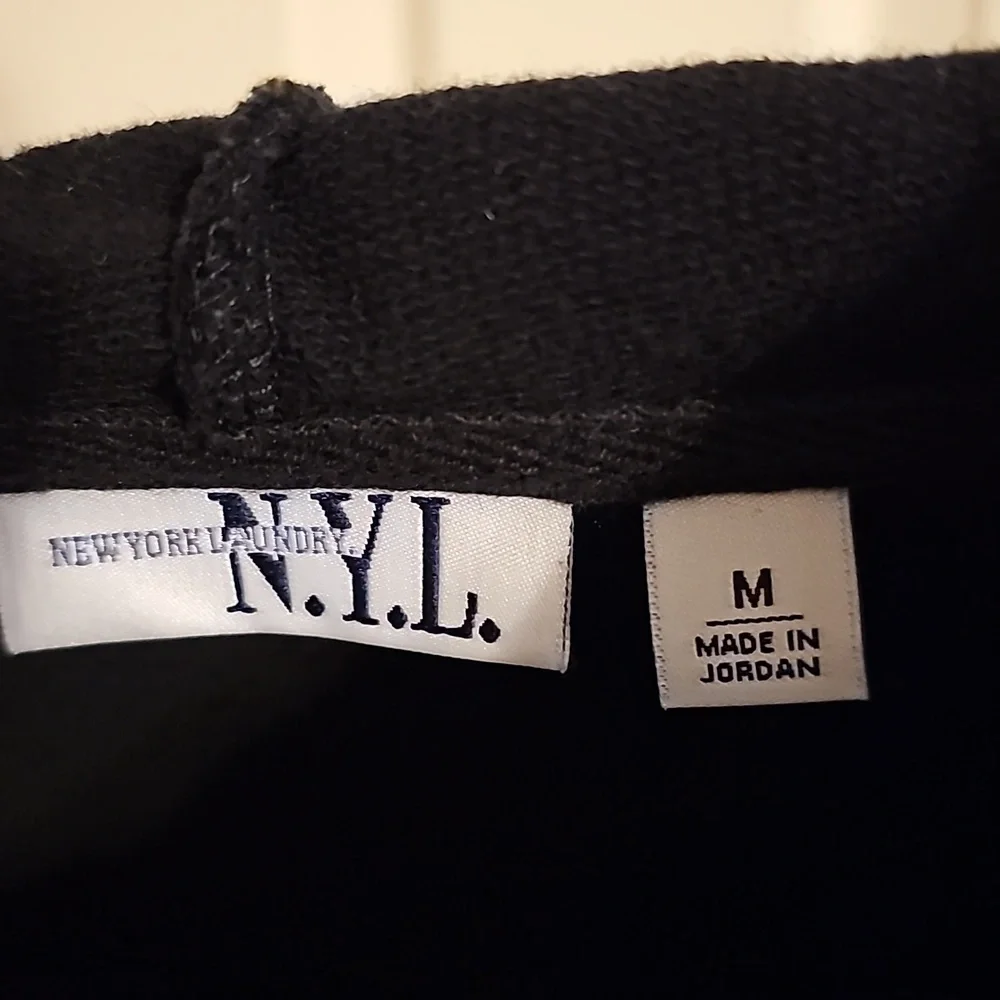 NEW YORK LAUNDRY.
N.Y.L.
M
MADE IN
JORDAN